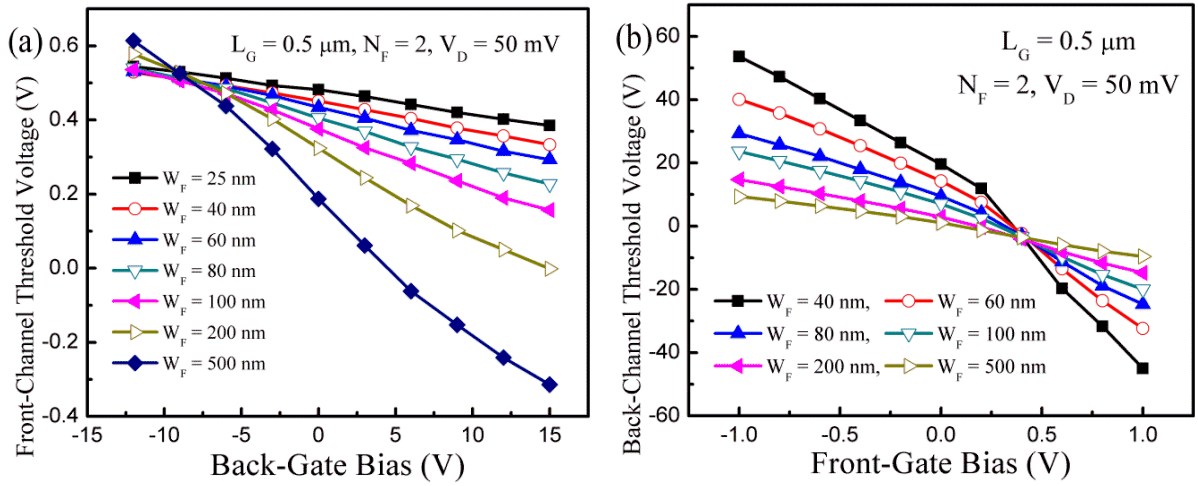 (a)
L_G = 0.5 μm, N_F = 2, V_D = 50 mV
Front-Channel Threshold Voltage (V)
0.6
0.4
0.2
0.0
-0.2
-0.4
W_F = 25 nm
W_F = 40 nm
W_F = 60 nm
W_F = 80 nm
W_F = 100 nm
W_F = 200 nm
W_F = 500 nm
-15 -10 -5 0 5 10 15
Back-Gate Bias (V)
(b)
L_G = 0.5 μm
N_F = 2, V_D = 50 mV
Back-Channel Threshold Voltage (V)
60
40
20
0
-20
-40
-60
W_F = 40 nm, W_F = 60 nm
W_F = 80 nm, W_F = 100 nm
W_F = 200 nm, W_F = 500 nm
-1.0 -0.5 0.0 0.5 1.0
Front-Gate Bias (V)